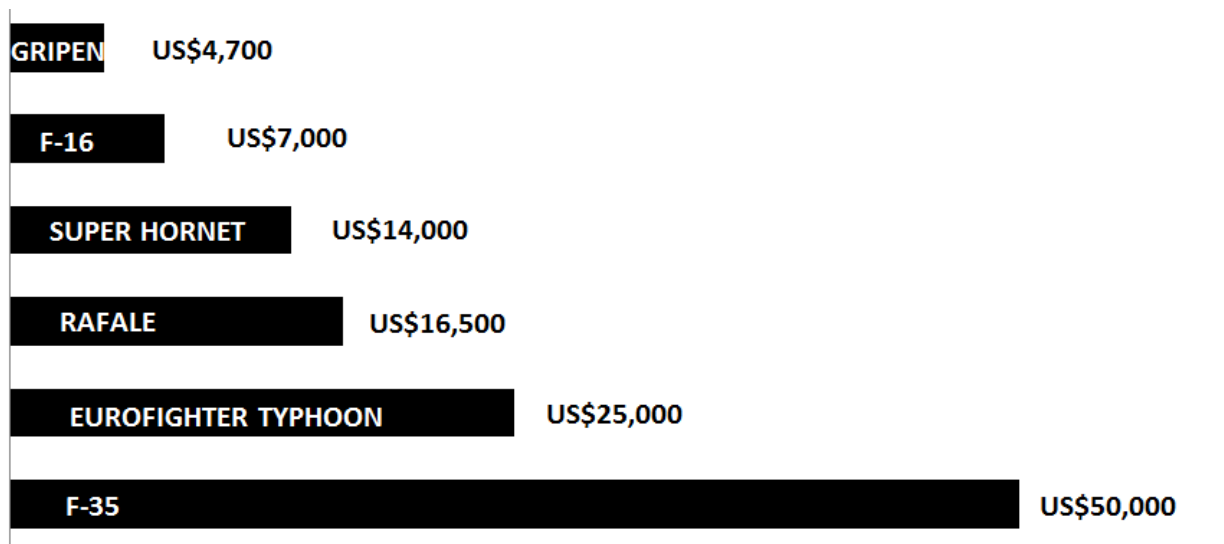 GRIPEN US$4,700
F-16 US$7,000
SUPER HORNET US$14,000
RAFALE US$16,500
EUROFIGHTER TYPHOON US$25,000
F-35 US$50,000